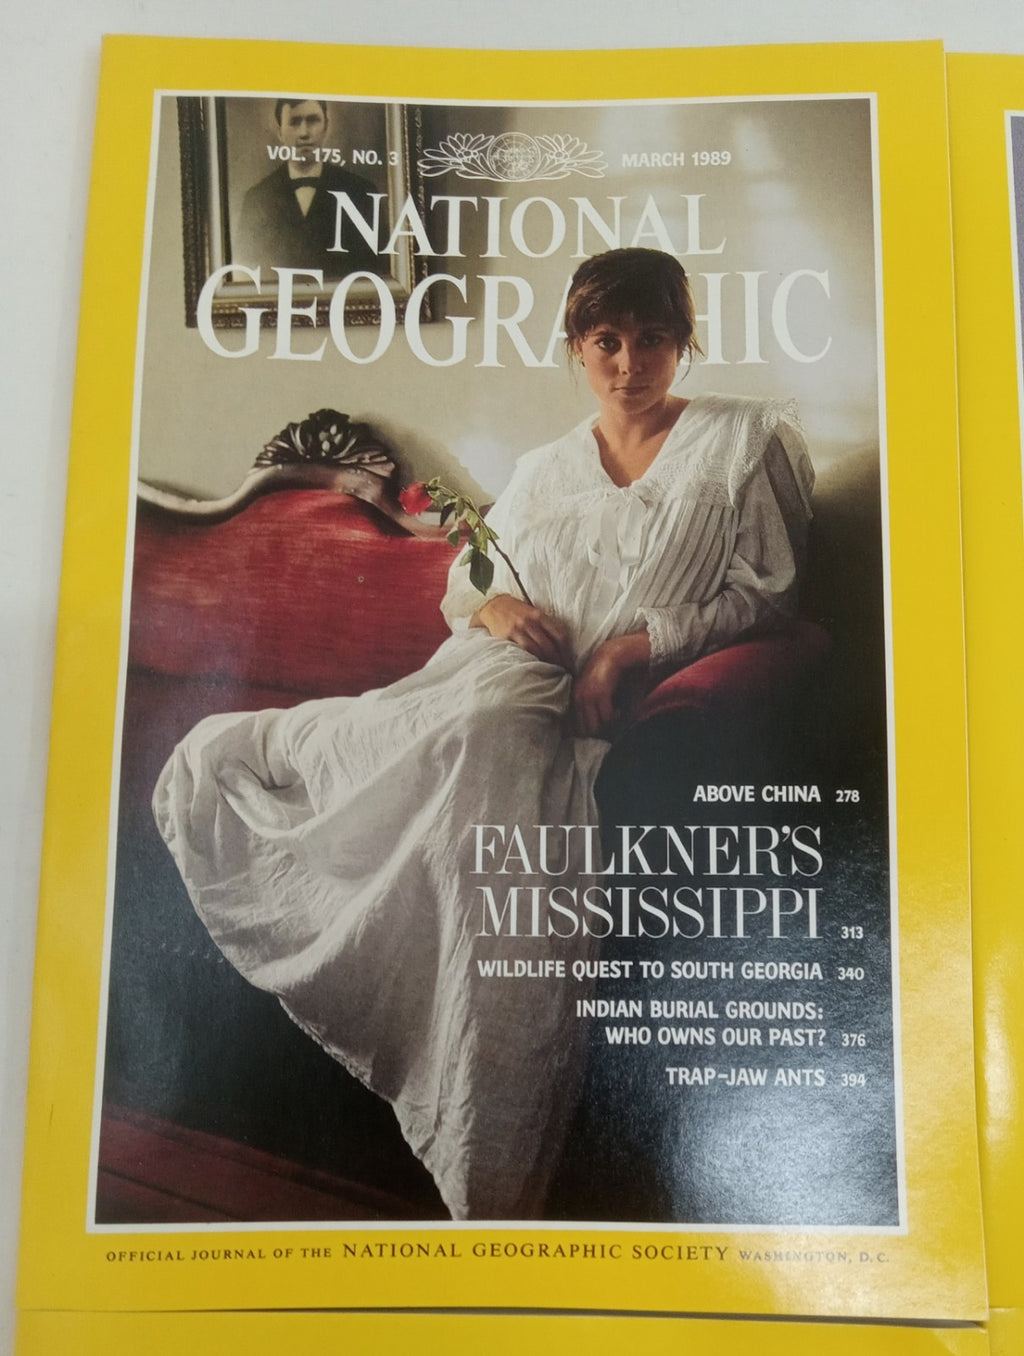 VOL. 175, NO. 3
MARCH 1989
NATIONAL
GEOGRAPHIC
ABOVE CHINA 278
FAULKNER'S
MISSISSIPPI 313
WILDLIFE QUEST TO SOUTH GEORGIA 340
INDIAN BURIAL GROUNDS:
WHO OWNS OUR PAST? 376
TRAP-JAW ANTS 394
OFFICIAL JOURNAL OF THE NATIONAL GEOGRAPHIC SOCIETY WASHINGTON, D.C.